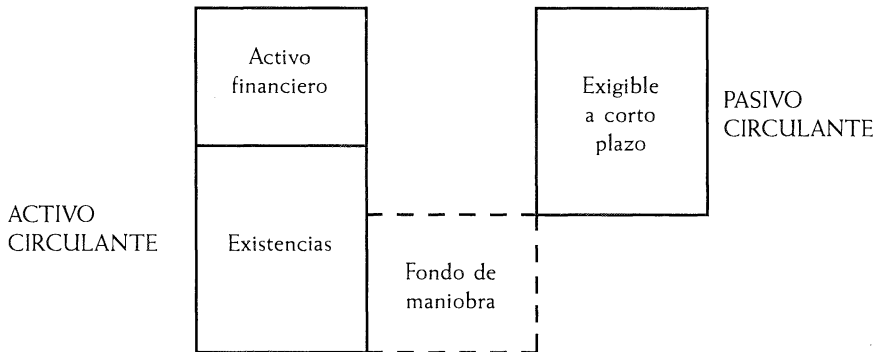 Activo
financiero
Exigible
a corto
plazo
PASIVO
CIRCULANTE
ACTIVO
CIRCULANTE
Existencias
Fondo de
maniobra